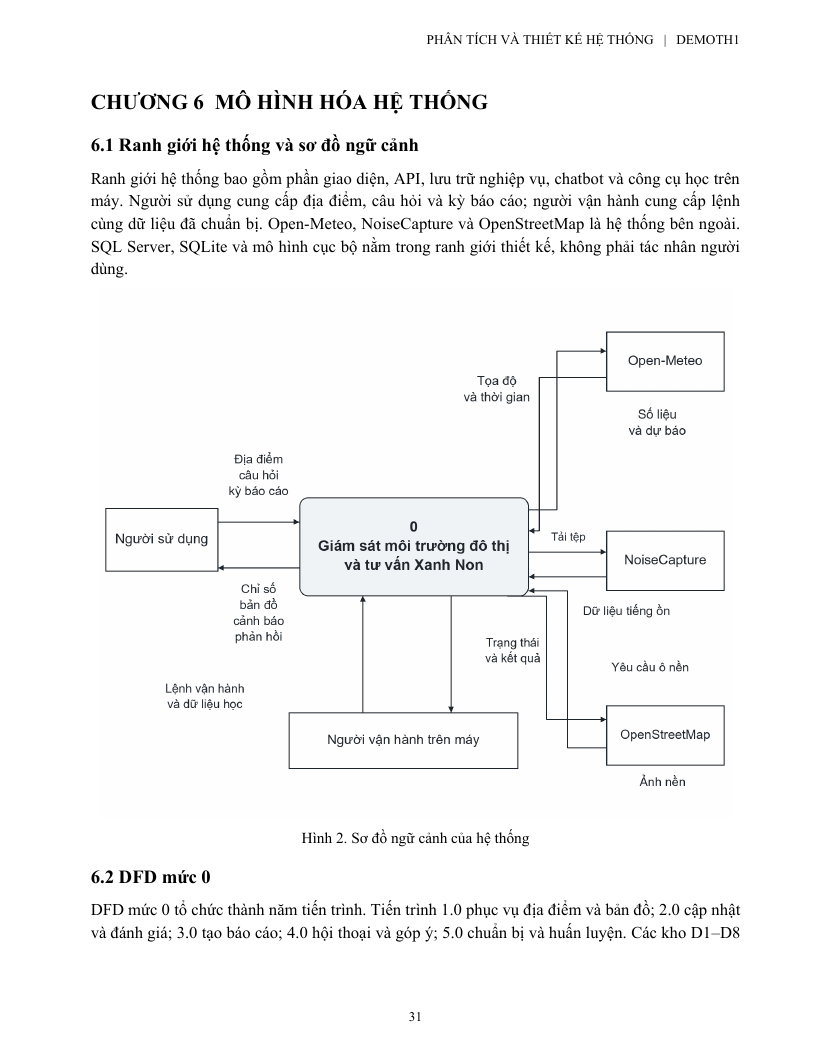 PHÂN TÍCH VÀ THIẾT KẾ HỆ THỐNG | DEMOTH1
CHƯƠNG 6 MÔ HÌNH HÓA HỆ THỐNG
6.1 Ranh giới hệ thống và sơ đồ ngữ cảnh
Ranh giới hệ thống bao gồm phần giao diện, API, lưu trữ nghiệp vụ, chatbot và công cụ học trên
máy. Người sử dụng cung cấp địa điểm, câu hỏi và kỳ báo cáo; người vận hành cung cấp lệnh
cùng dữ liệu đã chuẩn bị. Open-Meteo, NoiseCapture và OpenStreetMap là hệ thống bên ngoài.
SQL Server, SQLite và mô hình cục bộ nằm trong ranh giới thiết kế, không phải tác nhân người
dùng.
Open-Meteo
Tọa độ
và thời gian
Số liệu
và dự báo
Địa điểm
câu hỏi
kỳ báo cáo
Người sử dụng
0
Giám sát môi trường đô thị
và tư vấn Xanh Non
Tải tệp
NoiseCapture
Chỉ số
bản đồ
cảnh báo
phản hồi
Dữ liệu tiếng ồn
Trạng thái
và kết quả
Yêu cầu ô nền
Lệnh vận hành
và dữ liệu học
Người vận hành trên máy
OpenStreetMap
Ảnh nền
Hình 2. Sơ đồ ngữ cảnh của hệ thống
6.2 DFD mức 0
DFD mức 0 tổ chức thành năm tiến trình. Tiến trình 1.0 phục vụ địa điểm và bản đồ; 2.0 cập nhật
và đánh giá; 3.0 tạo báo cáo; 4.0 hội thoại và góp ý; 5.0 chuẩn bị và huấn luyện. Các kho D1–D8
31